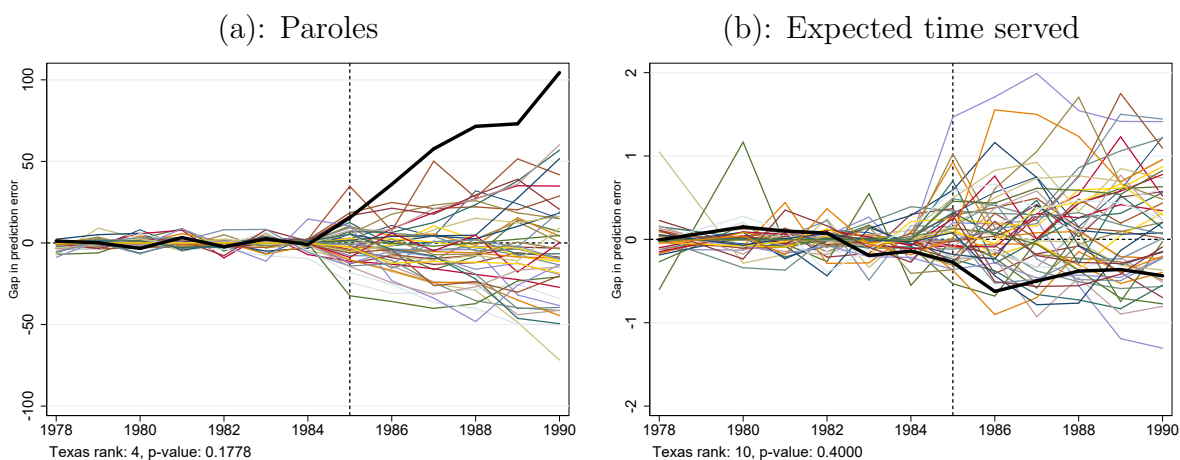 (a): Paroles
(b): Expected time served
Gap in prediction error
100
50
0
-50
-100
1978 1980 1982 1984 1986 1988 1990
Texas rank: 4, p-value: 0.1778
Gap in prediction error
2
1
0
-1
-2
1978 1980 1982 1984 1986 1988 1990
Texas rank: 10, p-value: 0.4000